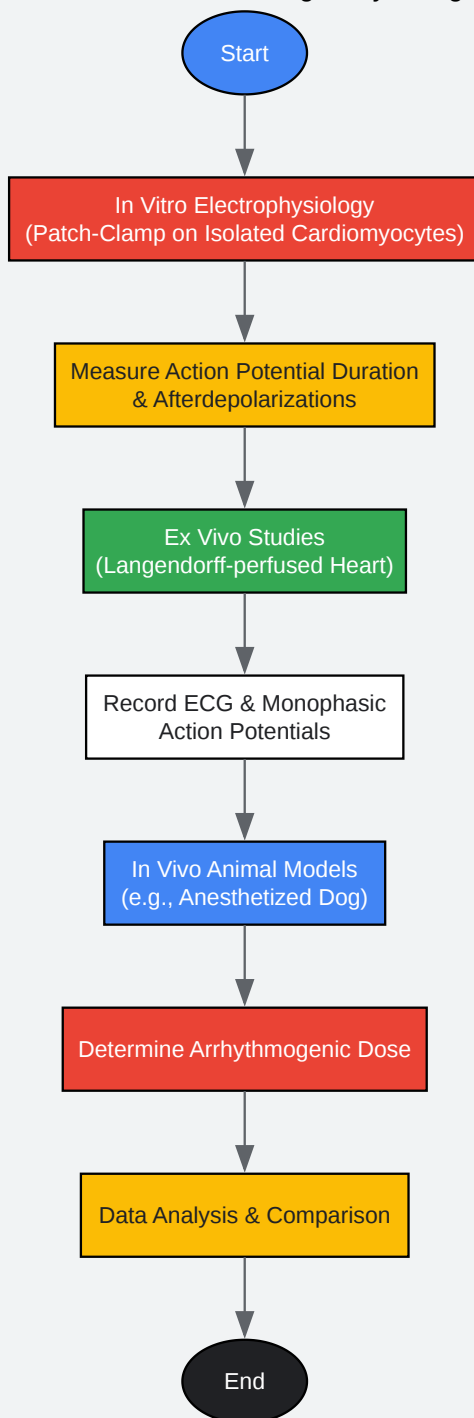 Start
In Vitro Electrophysiology
(Patch-Clamp on Isolated Cardiomyocytes)
Measure Action Potential Duration
& Afterdepolarizations
Ex Vivo Studies
(Langendorff-perfused Heart)
Record ECG & Monophasic
Action Potentials
In Vivo Animal Models
(e.g., Anesthetized Dog)
Determine Arrhythmogenic Dose
Data Analysis & Comparison
End